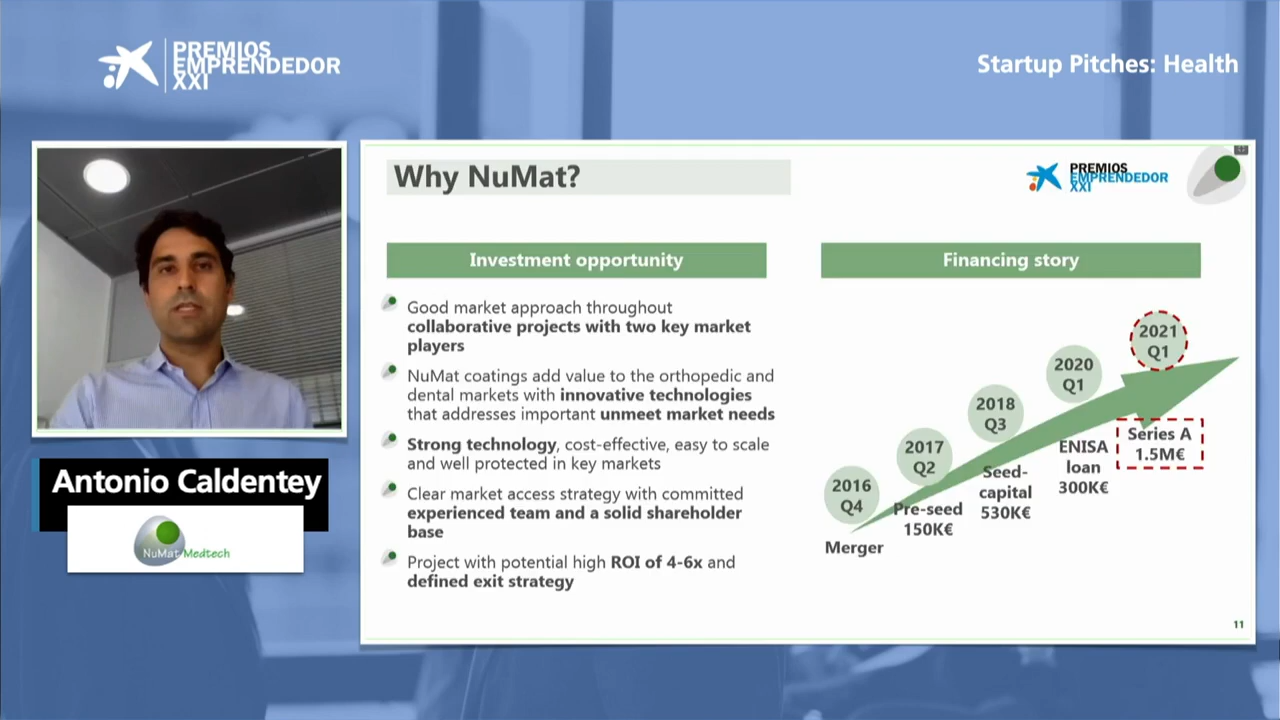 PREMIOS
EMPRENDEDOR
XXI
Startup Pitches: Health
Why NuMat?
PREMIOS
EMPRENDEDOR
XXI
Investment opportunity
Good market approach throughout
collaborative projects with two key market
players
NuMat coatings add value to the orthopedic and
dental markets with innovative technologies
that addresses important unmeet market needs
Strong technology, cost-effective, easy to scale
and well protected in key markets
Clear market access strategy with committed
experienced team and a solid shareholder
base
Project with potential high ROI of 4-6x and
defined exit strategy
Financing story
2016
Q4
Merger
2017
Q2
Pre-seed
150K€
2018
Q3
Seed-
capital
530K€
2020
Q1
ENISA
loan
300K€
2021
Q1
Series A
1.5M€
11
Antonio Caldentey
NuMat Medtech